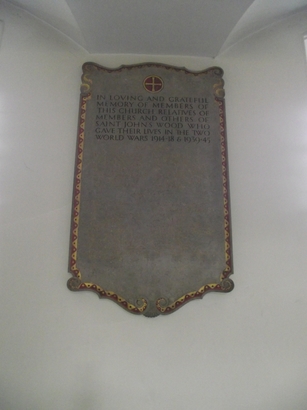 IN LOVING AND GRATEFUL
MEMORY OF MEMBERS OF
THIS CHURCH RELATIVES OF
MEMBERS AND OTHERS OF
SAINT JOHN'S WOOD WHO
GAVE THEIR LIVES IN THE TWO
WORLD WARS 1914-18 & 1939-45